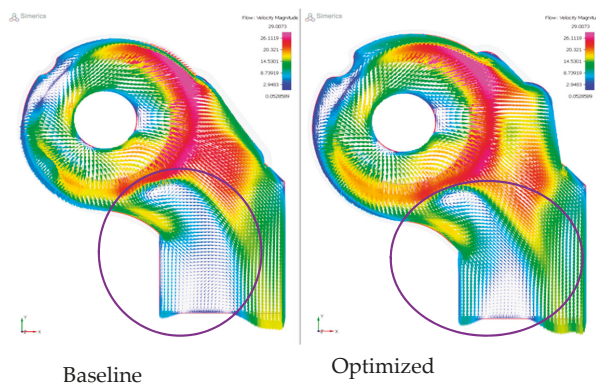 Simerics
Flow: Velocity Magnitude
29.0073
26.1119
20.321
14.5301
8.73919
2.9483
0.0528589
Y
Z
X
Baseline
Simerics
Flow: Velocity Magnitude
29.0073
26.1119
20.321
14.5301
8.73919
2.9483
0.0528589
Y
Z
X
Optimized